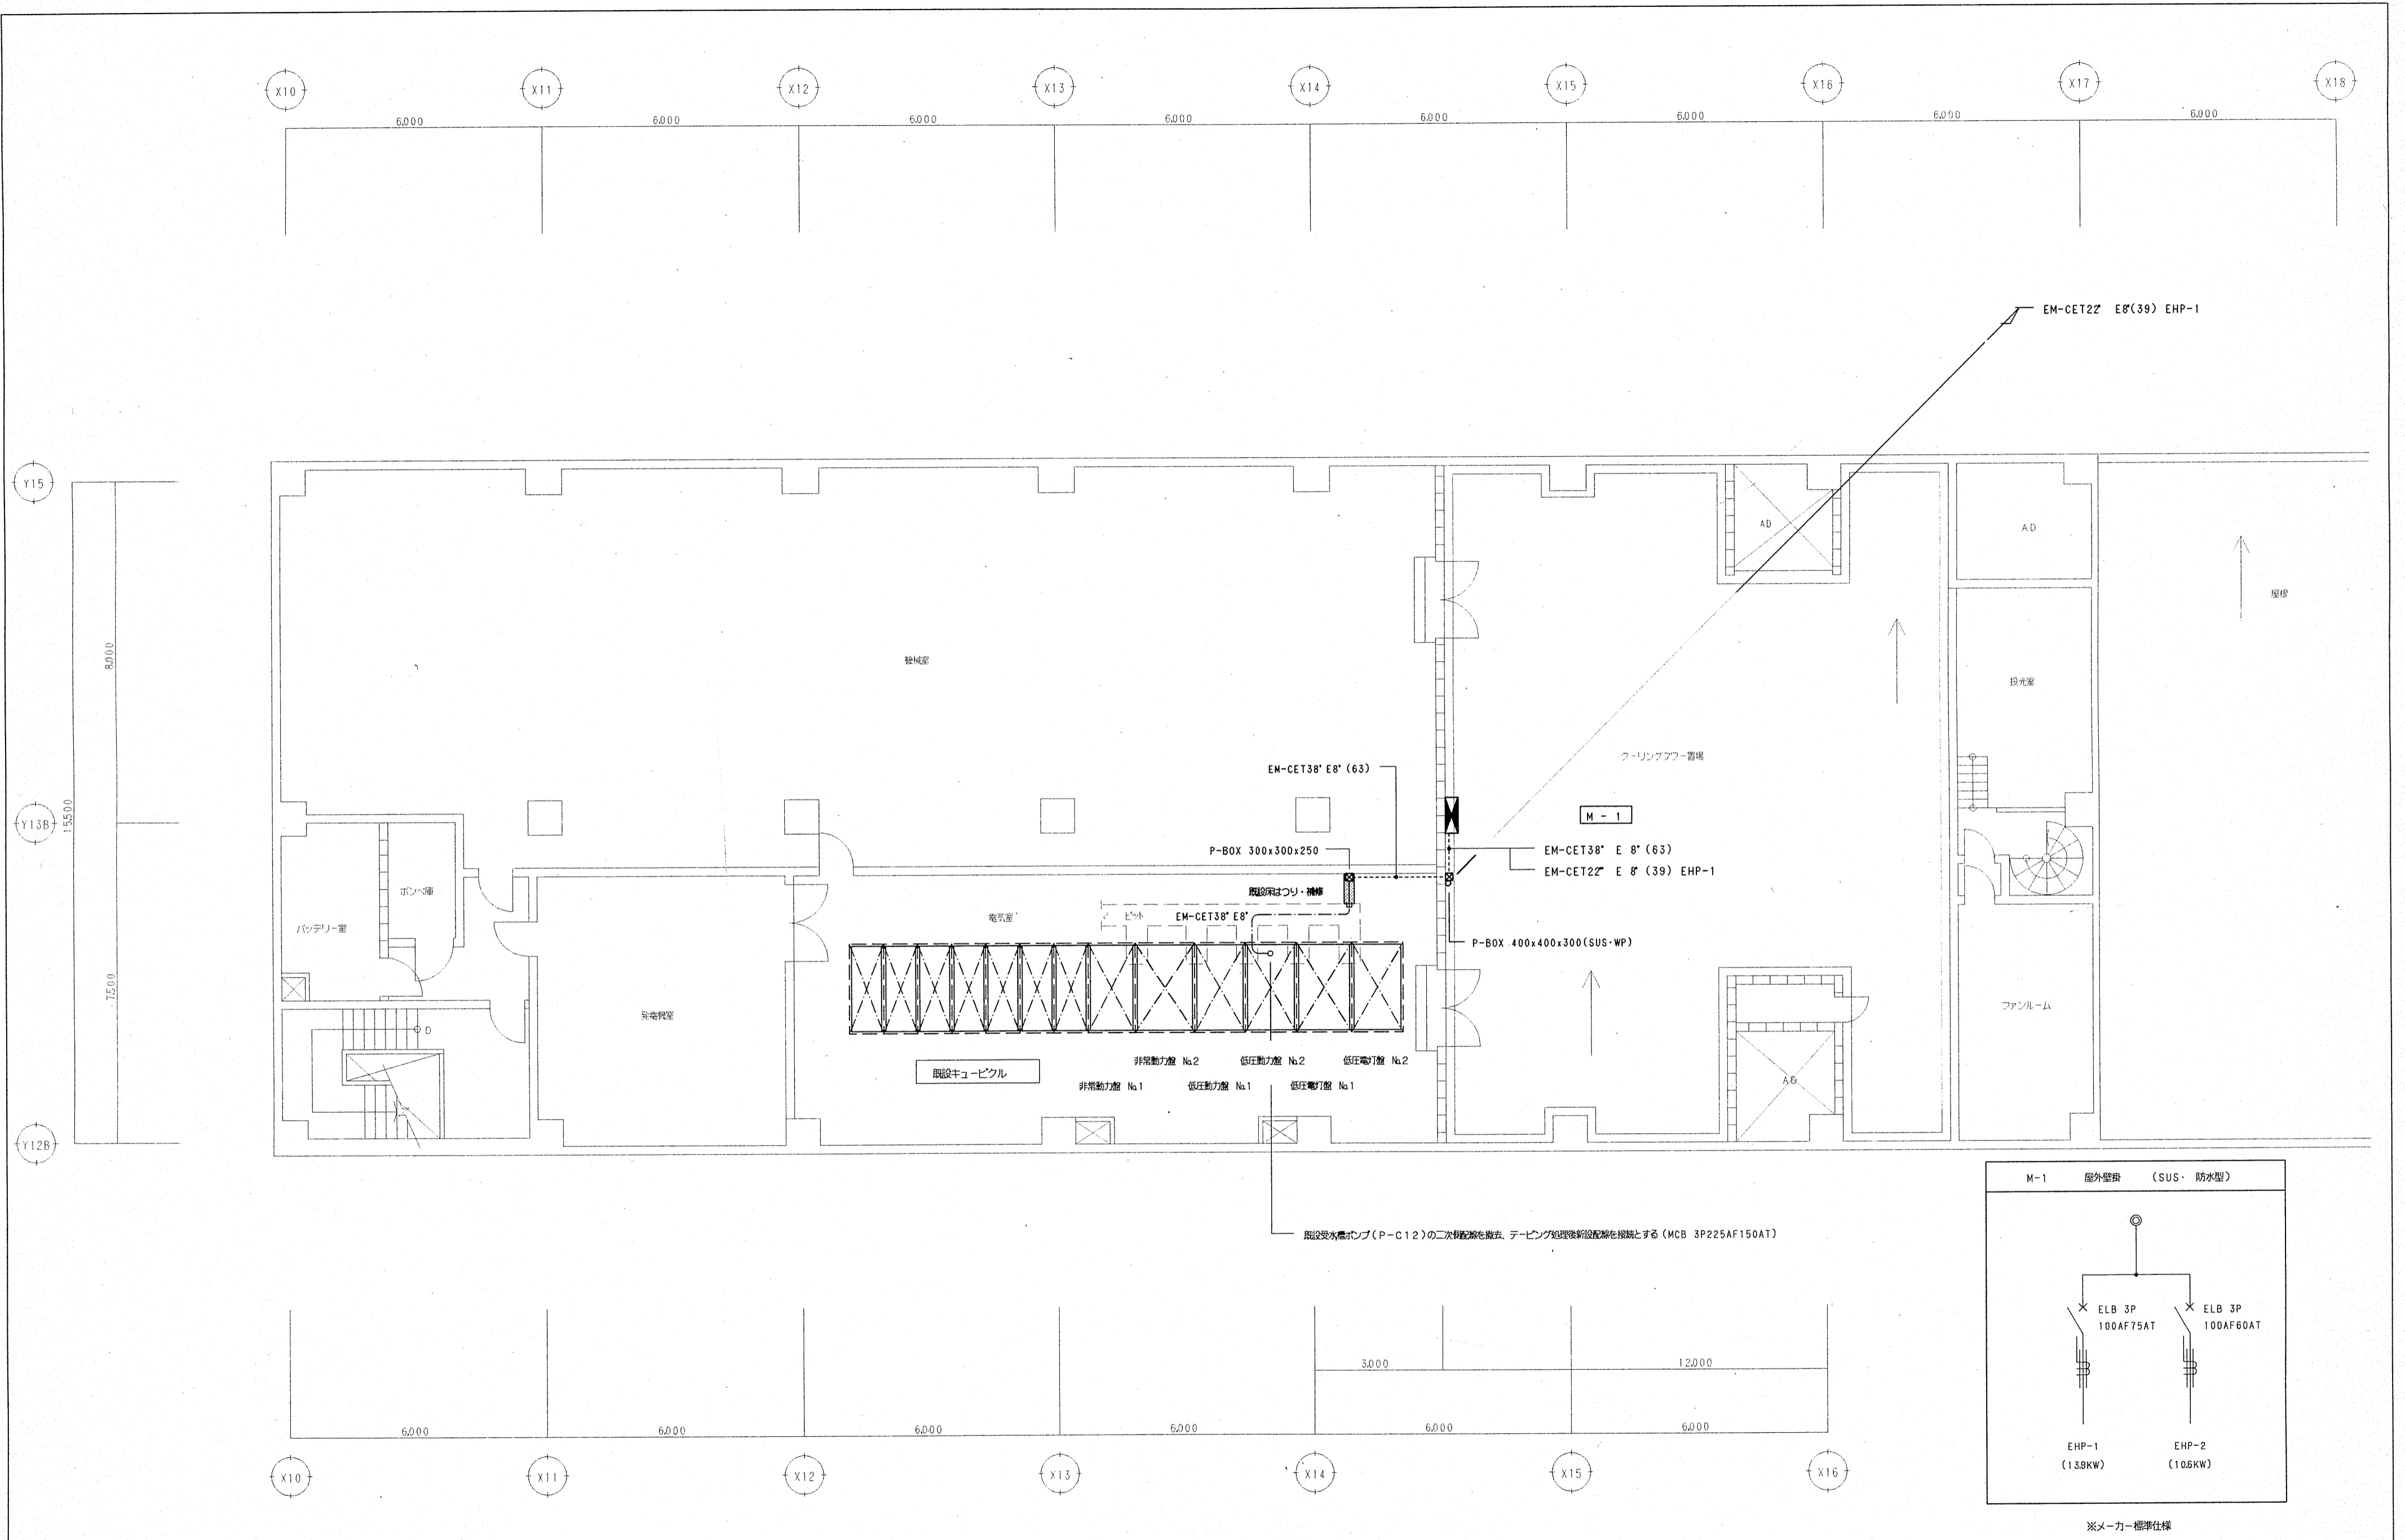 X10
X11
X12
X13
X14
X15
X16
X17
X18
6,000
6,000
6,000
6,000
6,000
6,000
6,000
6,000
EM-CET22° E8°(39) EHP-1
Y15
Y13B
Y12B
8,000
15,500
7,500
AD
AD
屋根
機械室
投光室
クーリングタワー置場
EM-CET38° E8° (63)
M - 1
P-BOX 300x300x250
EM-CET38° E 8° (63)
EM-CET22° E 8° (39) EHP-1
既設床はつり・補修
ボンベ庫
バッテリー室
電気室
ピット
EM-CET38° E8°
P-BOX 400x400x300(SUS・WP)
発電機室
ファンルーム
D
AD
既設キュービクル
非常動力盤 No.2
低圧動力盤 No.2
低圧電灯盤 No.2
非常動力盤 No.1
低圧動力盤 No.1
低圧電灯盤 No.1
既設受水槽ポンプ(P-C12)の二次側配線を撤去、テーピング処理後新設配線を接続とする(MCB 3P225AF150AT)
M-1 屋外壁掛 (SUS・ 防水型)
ELB 3P
100AF75AT
ELB 3P
100AF60AT
EHP-1
(13.9KW)
EHP-2
(10.6KW)
※メーカー標準仕様
3,000
12,000
6,000
6,000
6,000
6,000
6,000
6,000
X10
X11
X12
X13
X14
X15
X16